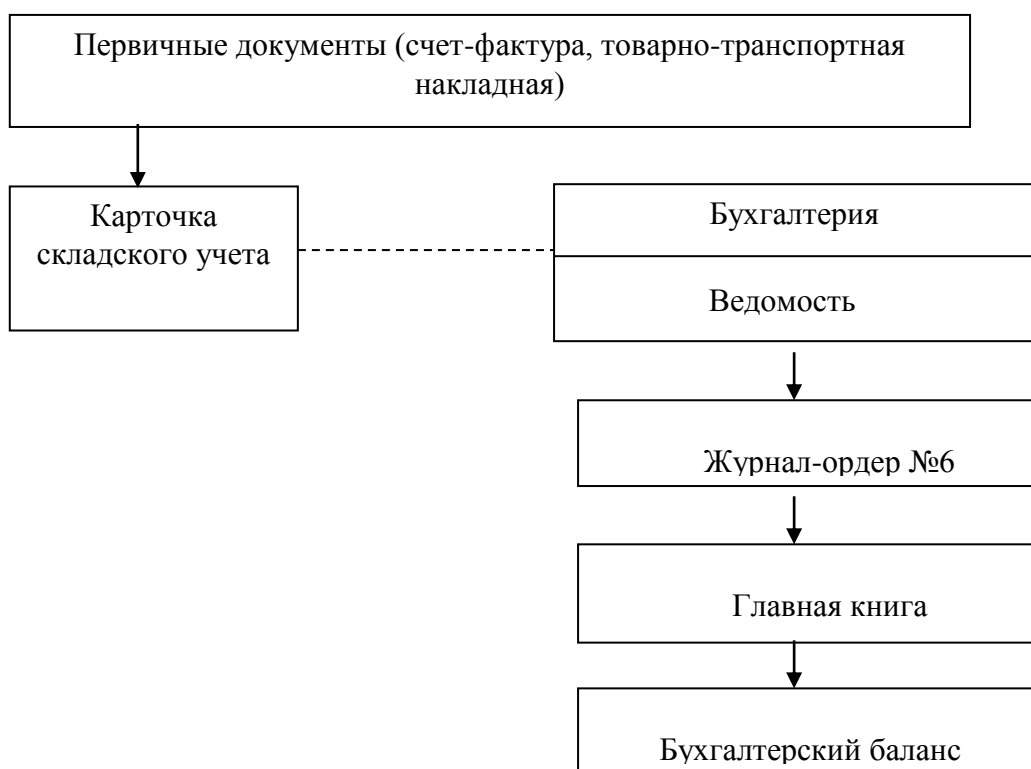 Первичные документы (счет-фактура, товарно-транспортная
накладная)
Карточка
складского учета
Бухгалтерия
Ведомость
Журнал-ордер №6
Главная книга
Бухгалтерский баланс